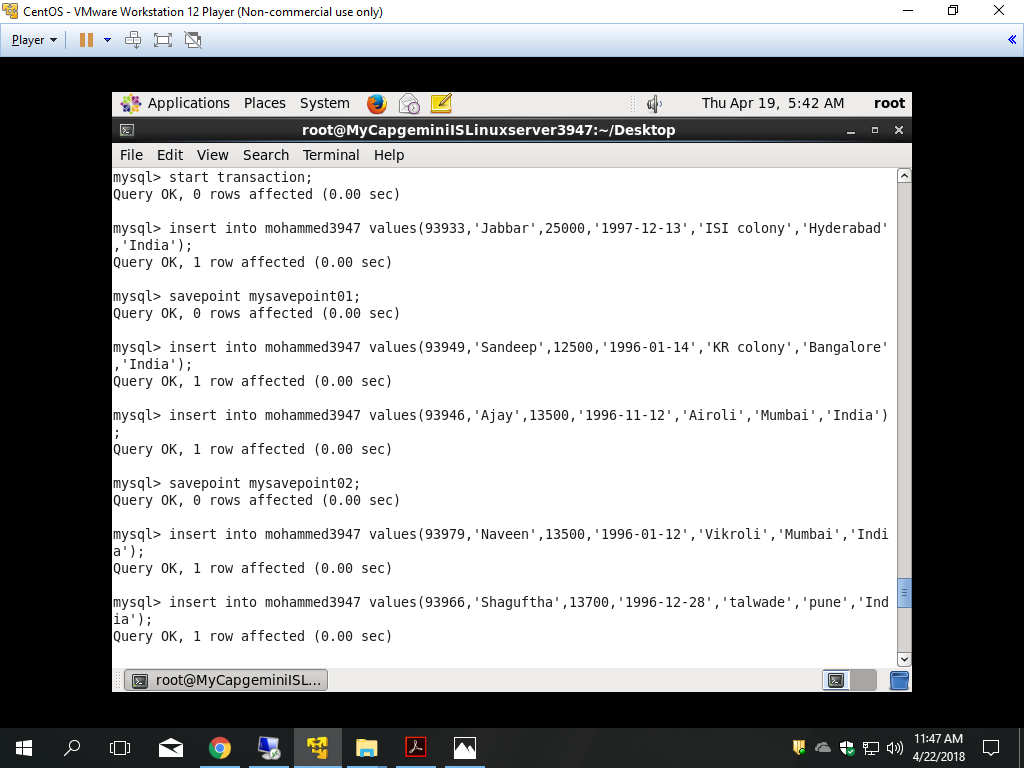 CentOS - VMware Workstation 12 Player (Non-commercial use only)
Player
Applications Places System Thu Apr 19, 5:42 AM root
root@MyCapgeminiISLinuxserver3947:~/Desktop
File Edit View Search Terminal Help
mysql> start transaction;
Query OK, 0 rows affected (0.00 sec)
mysql> insert into mohammed3947 values(93933,'Jabbar',25000,'1997-12-13','ISI colony','Hyderabad'
,'India');
Query OK, 1 row affected (0.00 sec)
mysql> savepoint mysavepoint01;
Query OK, 0 rows affected (0.00 sec)
mysql> insert into mohammed3947 values(93949,'Sandeep',12500,'1996-01-14','KR colony','Bangalore'
,'India');
Query OK, 1 row affected (0.00 sec)
mysql> insert into mohammed3947 values(93946,'Ajay',13500,'1996-11-12','Airoli','Mumbai','India')
;
Query OK, 1 row affected (0.00 sec)
mysql> savepoint mysavepoint02;
Query OK, 0 rows affected (0.00 sec)
mysql> insert into mohammed3947 values(93979,'Naveen',13500,'1996-01-12','Vikroli','Mumbai','Indi
a');
Query OK, 1 row affected (0.00 sec)
mysql> insert into mohammed3947 values(93966,'Shaguftha',13700,'1996-12-28','talwade','pune','Ind
ia');
Query OK, 1 row affected (0.00 sec)
root@MyCapgeminiISL...
11:47 AM
4/22/2018